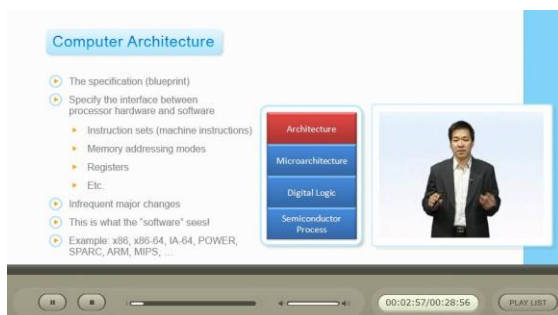 Computer Architecture
The specification (blueprint)
Specify the interface between
processor hardware and software
Instruction sets (machine instructions)
Memory addressing modes
Registers
Etc.
Infrequent major changes
This is what the "software" sees!
Example: x86, x86-64, IA-64, POWER,
SPARC, ARM, MIPS, ...
Architecture
Microarchitecture
Digital Logic
Semiconductor
Process
00:02:57/00:28:56
PLAY LIST